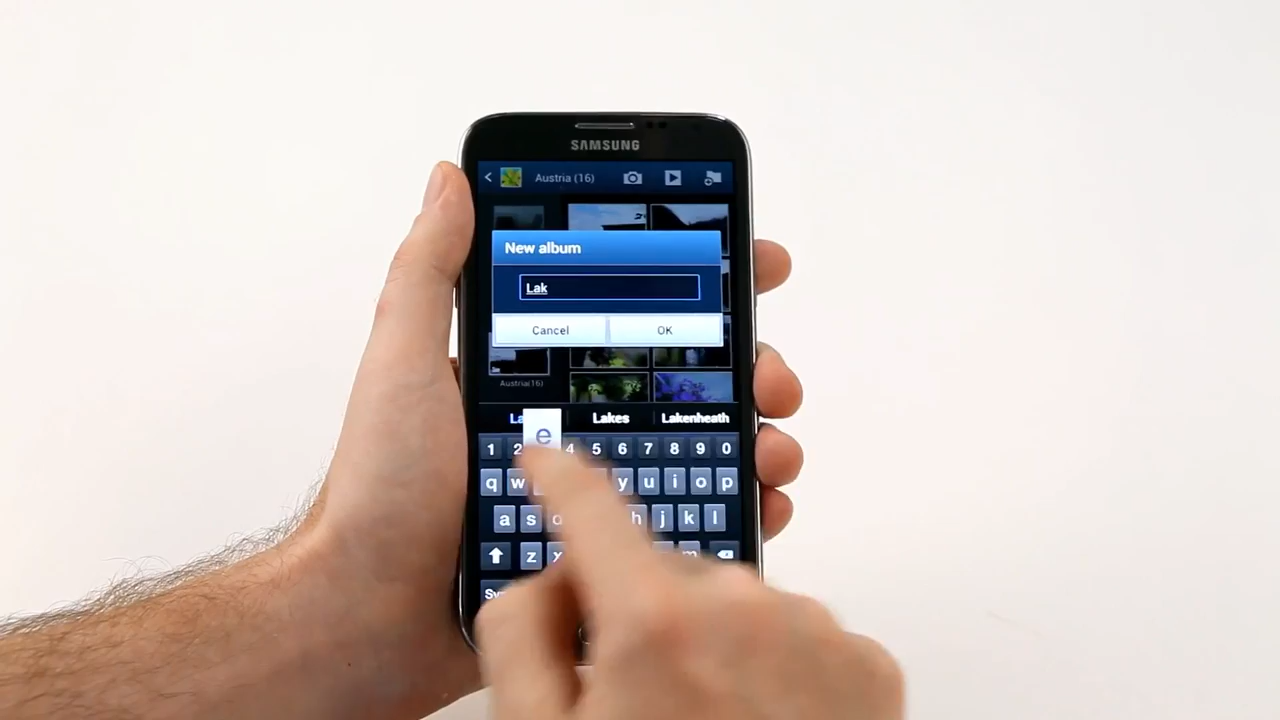 SAMSUNG
Austria (16)
New album
Lak
Cancel OK
Austria(16)
Lakes Lakenheath
e
1 2 4 5 6 7 8 9 0
q w y u i o p
a s d h j k l
z x m